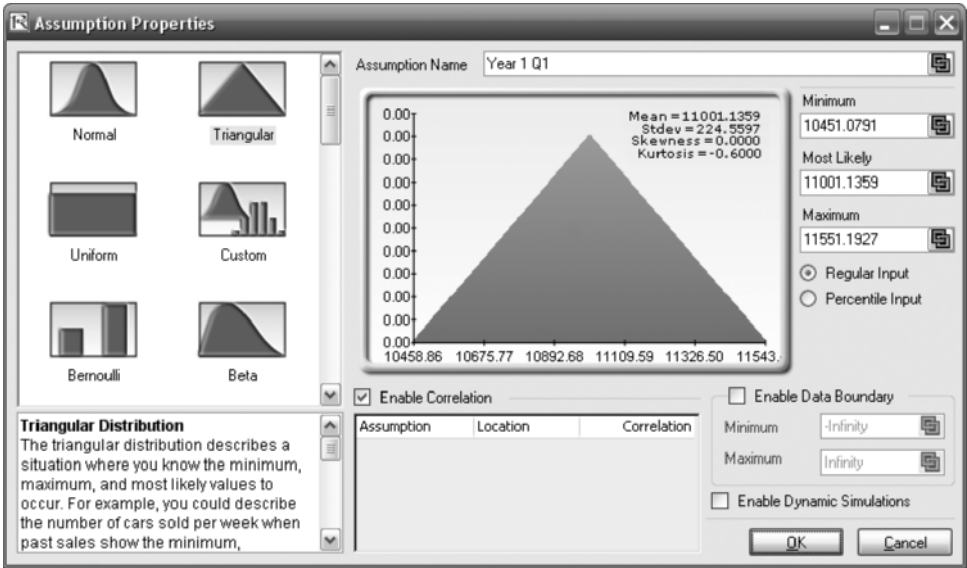 Assumption Properties
Normal
Triangular
Uniform
Custom
Bernoulli
Beta
Triangular Distribution
The triangular distribution describes a
situation where you know the minimum,
maximum, and most likely values to
occur. For example, you could describe
the number of cars sold per week when
past sales show the minimum,
Assumption Name
Year 1 Q1
Mean=11001.1359
Stdev=224.5597
Skewness=0.0000
Kurtosis=-0.6000
0.00
0.00
0.00
0.00
0.00
0.00
0.00
0.00
0.00
0.00
0.00
10458.86 10675.77 10892.68 11109.59 11326.50 11543.
Minimum
10451.0791
Most Likely
11001.1359
Maximum
11551.1927
Regular Input
Percentile Input
Enable Correlation
Assumption Location Correlation
Enable Data Boundary
Minimum -Infinity
Maximum Infinity
Enable Dynamic Simulations
OK Cancel